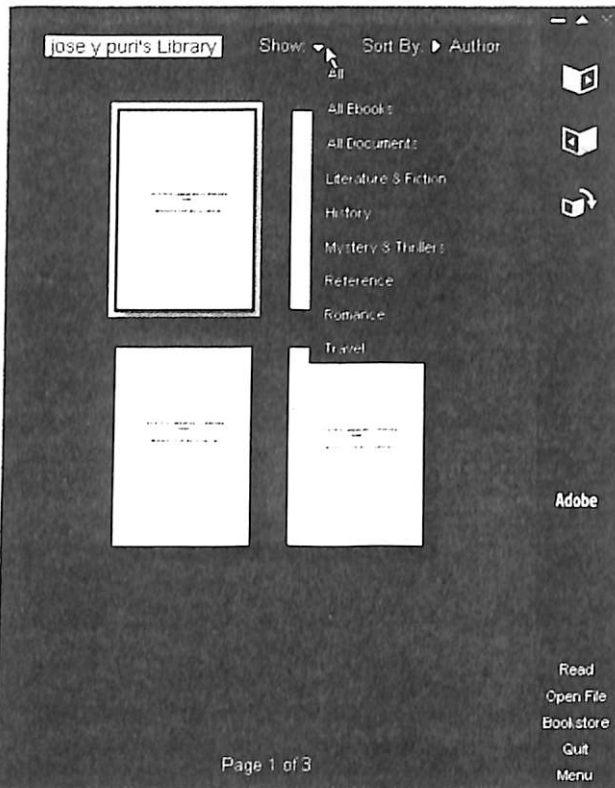 jose y puri's Library
Show:
Sort By: Author
All
All Ebooks
All Documents
Literature & Fiction
History
Mystery & Thrillers
Reference
Romance
Travel
Adobe
Read
Open File
Bookstore
Quit
Menu
Page 1 of 3